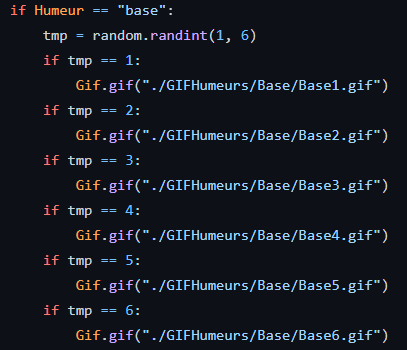 if Humeur == "base":
    tmp = random.randint(1, 6)
    if tmp == 1:
        Gif.gif("./GIFHumeurs/Base/Base1.gif")
    if tmp == 2:
        Gif.gif("./GIFHumeurs/Base/Base2.gif")
    if tmp == 3:
        Gif.gif("./GIFHumeurs/Base/Base3.gif")
    if tmp == 4:
        Gif.gif("./GIFHumeurs/Base/Base4.gif")
    if tmp == 5:
        Gif.gif("./GIFHumeurs/Base/Base5.gif")
    if tmp == 6:
        Gif.gif("./GIFHumeurs/Base/Base6.gif")